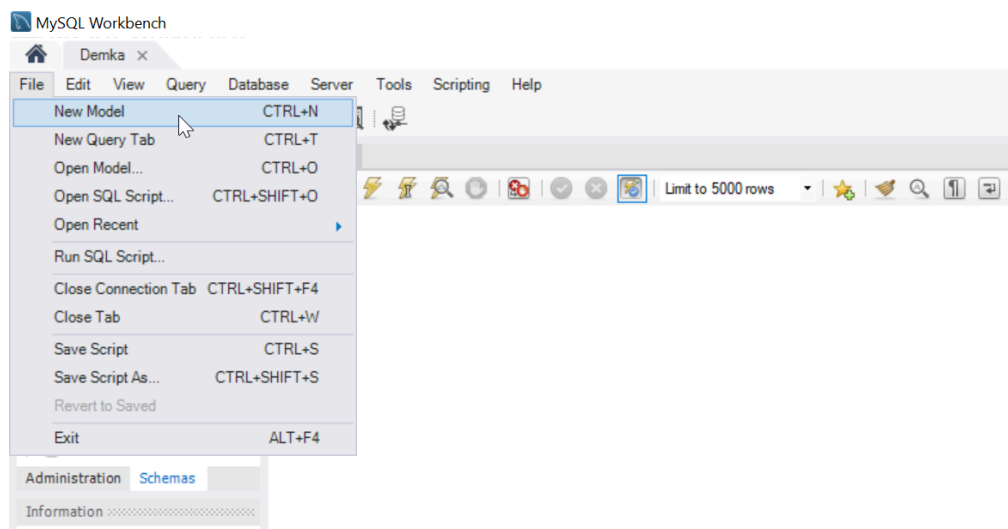 MySQL Workbench
Demka
File Edit View Query Database Server Tools Scripting Help
New Model CTRL+N
New Query Tab CTRL+T
Open Model... CTRL+O
Open SQL Script... CTRL+SHIFT+O
Limit to 5000 rows
Open Recent
Run SQL Script...
Close Connection Tab CTRL+SHIFT+F4
Close Tab CTRL+W
Save Script CTRL+S
Save Script As... CTRL+SHIFT+S
Revert to Saved
Exit ALT+F4
Administration Schemas
Information